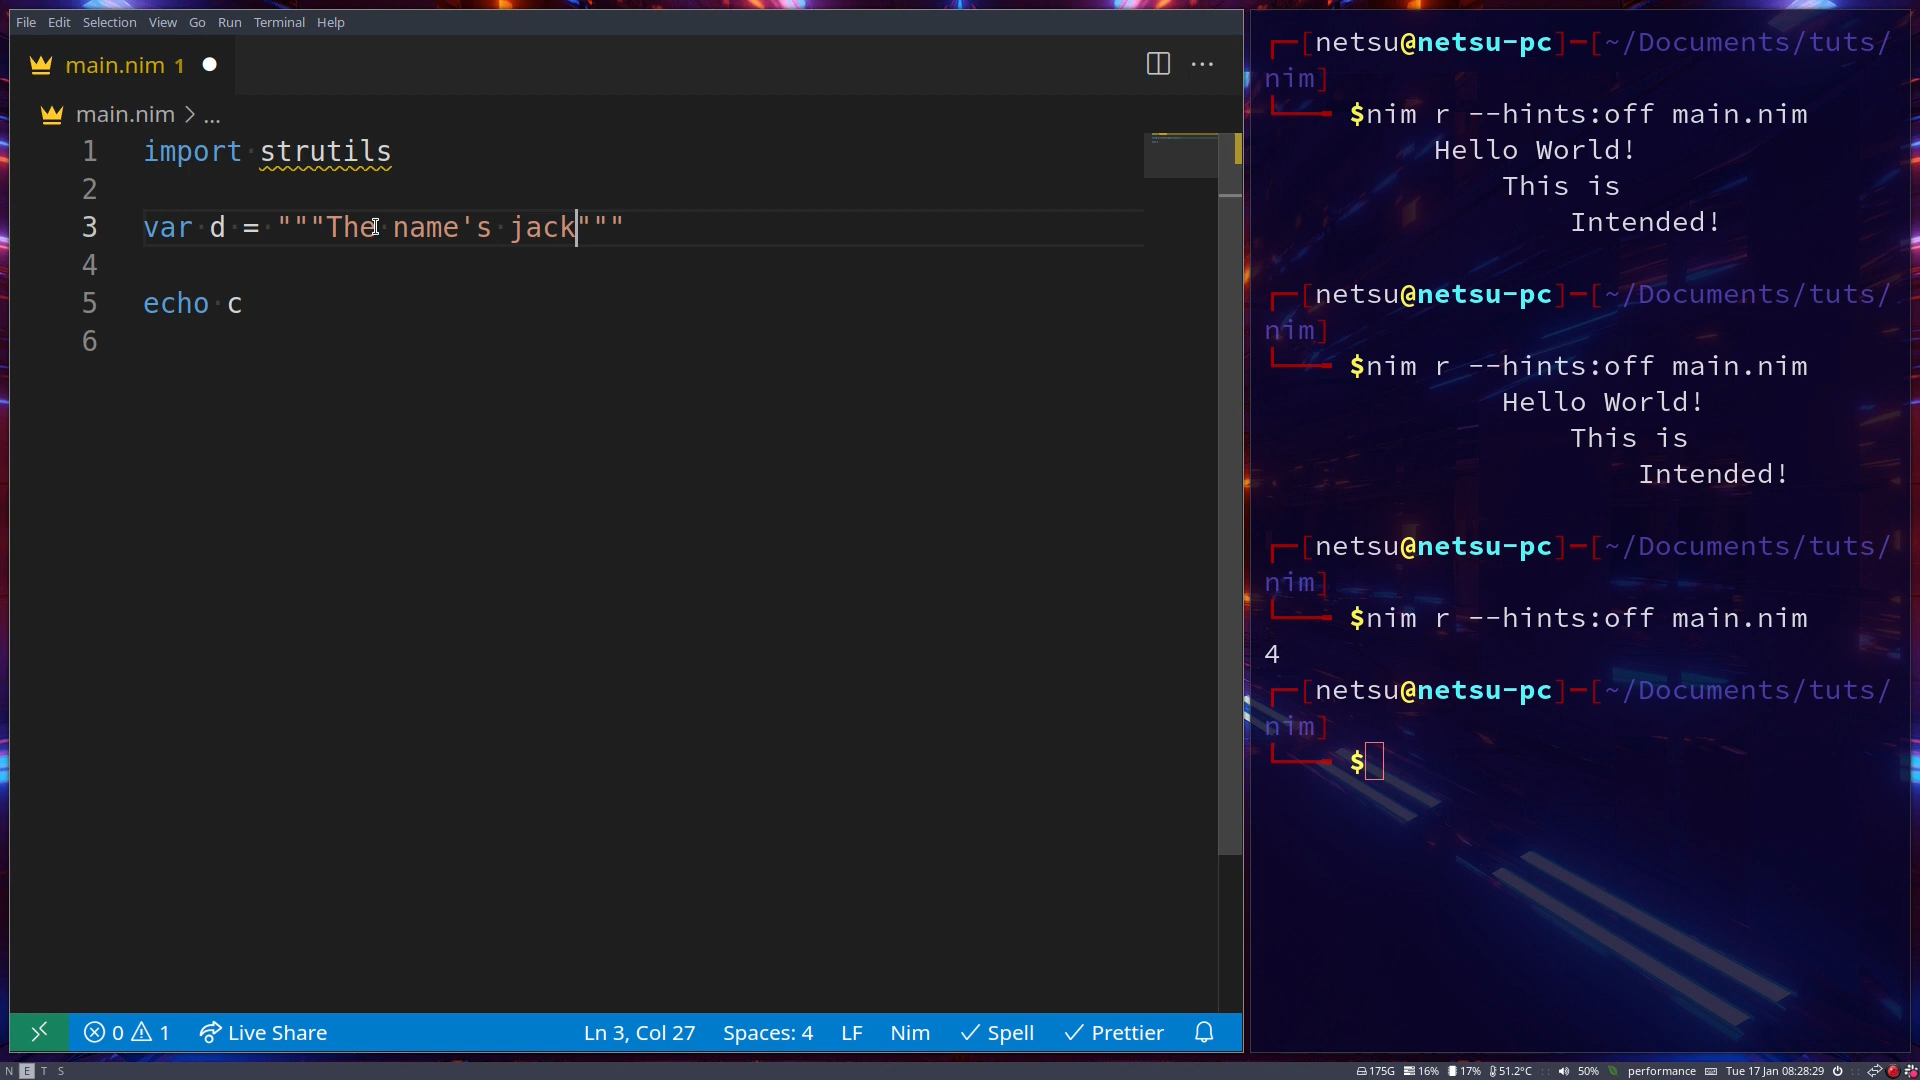 File Edit Selection View Go Run Terminal Help
main.nim 1
main.nim > ...
1 import strutils
2
3 var d = """The name's jack"""
4
5 echo c
6
0 1 Live Share Ln 3, Col 27 Spaces: 4 LF Nim Spell Prettier
[netsu@netsu-pc]-[~/Documents/tuts/
nim]
$nim r --hints:off main.nim
Hello World!
This is
Intended!
[netsu@netsu-pc]-[~/Documents/tuts/
nim]
$nim r --hints:off main.nim
Hello World!
This is
Intended!
[netsu@netsu-pc]-[~/Documents/tuts/
nim]
$nim r --hints:off main.nim
4
[netsu@netsu-pc]-[~/Documents/tuts/
nim]
$
N E T S 175G 16% 17% 51.2°C 50% performance Tue 17 Jan 08:28:29